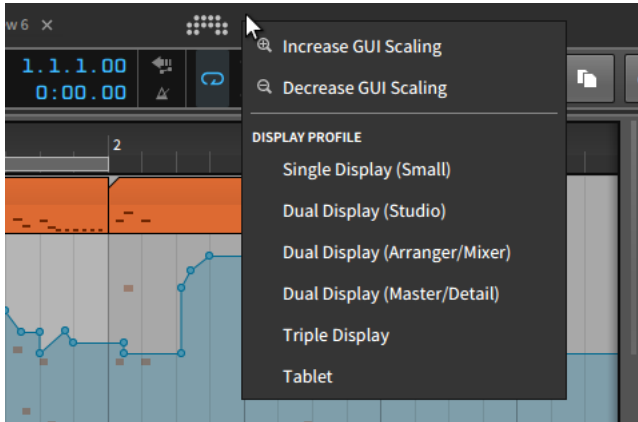 w 6 ×
Increase GUI Scaling
1.1.1.00
0:00.00
Decrease GUI Scaling
DISPLAY PROFILE
2
Single Display (Small)
Dual Display (Studio)
Dual Display (Arranger/Mixer)
Dual Display (Master/Detail)
Triple Display
Tablet